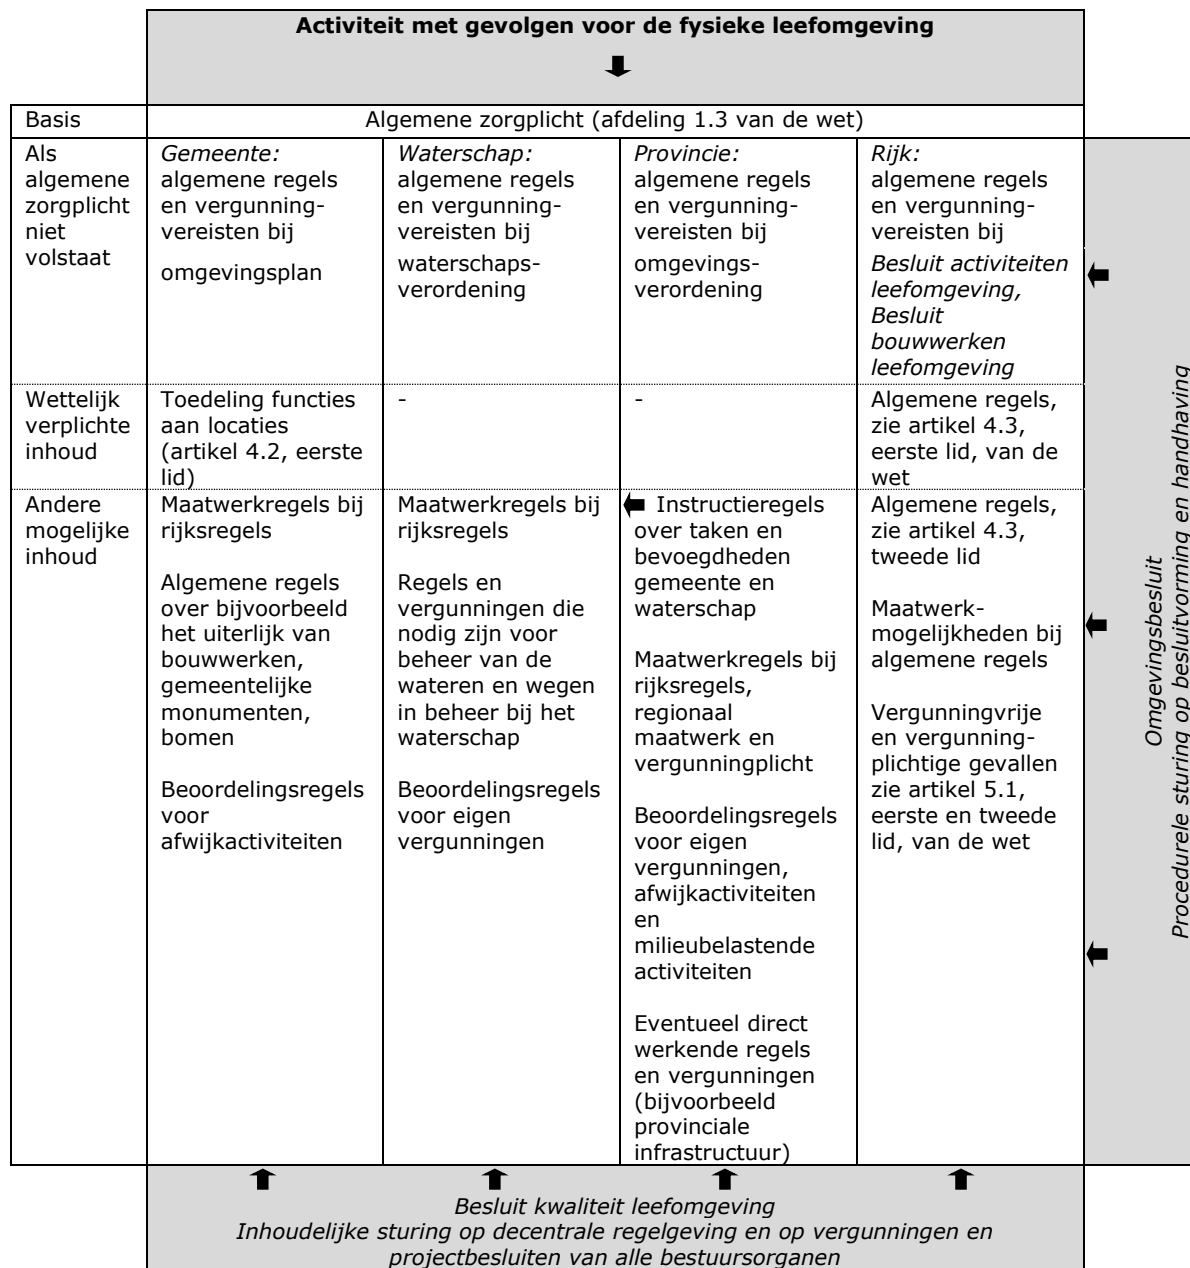 Activiteit met gevolgen voor de fysieke leefomgeving
Basis
Algemene zorgplicht (afdeling 1.3 van de wet)
Als
algemene
zorgplicht
niet
volstaat
Gemeente:
algemene regels
en vergunning-
vereisten bij
omgevingsplan
Waterschap:
algemene regels
en vergunning-
vereisten bij
waterschaps-
verordening
Provincie:
algemene regels
en vergunning-
vereisten bij
omgevings-
verordening
Rijk:
algemene regels
en vergunning-
vereisten bij
Besluit activiteiten
leefomgeving,
Besluit
bouwwerken
leefomgeving
Wettelijk
verplichte
inhoud
Toedeling functies
aan locaties
(artikel 4.2, eerste
lid)
-
-
Algemene regels,
zie artikel 4.3,
eerste lid, van de
wet
Andere
mogelijke
inhoud
Maatwerkregels bij
rijksregels
Algemene regels
over bijvoorbeeld
het uiterlijk van
bouwwerken,
gemeentelijke
monumenten,
bomen
Beoordelingsregels
voor
afwijkactiviteiten
Maatwerkregels bij
rijksregels
Regels en
vergunningen die
nodig zijn voor
beheer van de
wateren en wegen
in beheer bij het
waterschap
Beoordelingsregels
voor eigen
vergunningen
Instructieregels
over taken en
bevoegdheden
gemeente en
waterschap
Maatwerkregels bij
rijksregels,
regionaal
maatwerk en
vergunningplicht
Beoordelingsregels
voor eigen
vergunningen,
afwijkactiviteiten
en
milieubelastende
activiteiten
Eventueel direct
werkende regels
en vergunningen
(bijvoorbeeld
provinciale
infrastructuur)
Algemene regels,
zie artikel 4.3,
tweede lid
Maatwerk-
mogelijkheden bij
algemene regels
Vergunningvrije
en vergunning-
plichtige gevallen
zie artikel 5.1,
eerste en tweede
lid, van de wet
Omgevingsbesluit
Procedurele sturing op besluitvorming en handhaving
Besluit kwaliteit leefomgeving
Inhoudelijke sturing op decentrale regelgeving en op vergunningen en
projectbesluiten van alle bestuursorganen